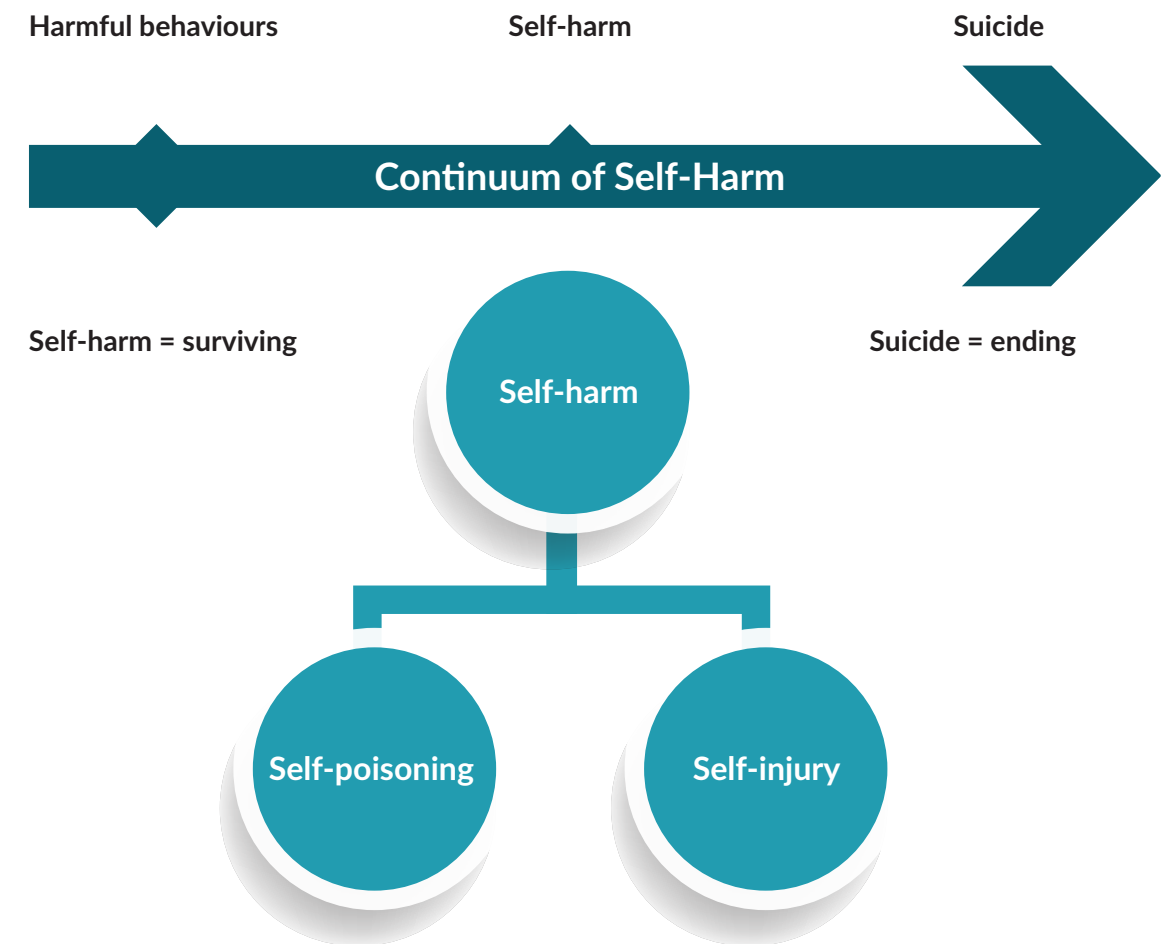 Harmful behaviours
Self-harm
Suicide
Continuum of Self-Harm
Self-harm = surviving
Suicide = ending
Self-harm
Self-poisoning
Self-injury